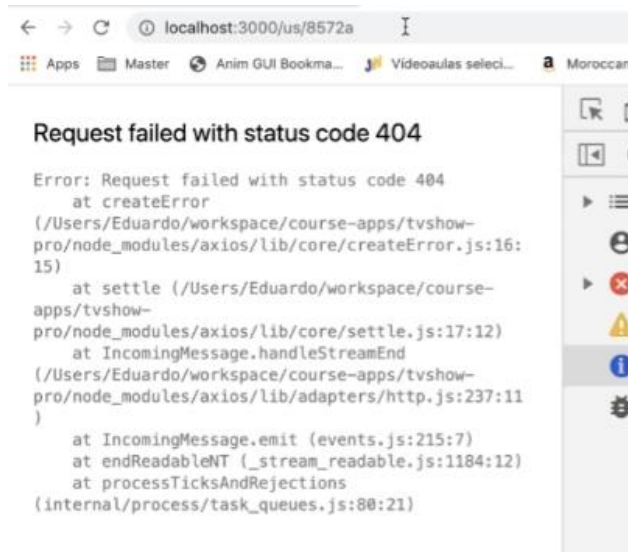 localhost:3000/us/8572a
Apps Master Anim GUI Bookma... Vídeoaulas seleci... Moroccan
Request failed with status code 404
Error: Request failed with status code 404
at createError
(/Users/Eduardo/workspace/course-apps/tvshow-
pro/node_modules/axios/lib/core/createError.js:16:
15)
at settle (/Users/Eduardo/workspace/course-
apps/tvshow-
pro/node_modules/axios/lib/core/settle.js:17:12)
at IncomingMessage.handleStreamEnd
(/Users/Eduardo/workspace/course-apps/tvshow-
pro/node_modules/axios/lib/adapters/http.js:237:11
)
at IncomingMessage.emit (events.js:215:7)
at endReadableNT (_stream_readable.js:1184:12)
at processTicksAndRejections
(internal/process/task_queues.js:80:21)